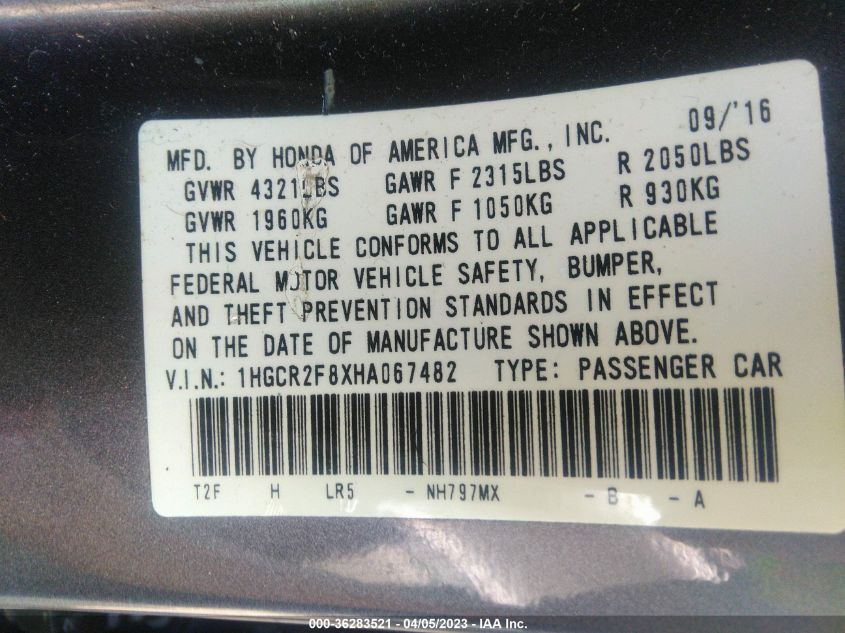 MFD. BY HONDA OF AMERICA MFG., INC. 09/'16
GVWR 4321LBS GAWR F 2315LBS R 2050LBS
GVWR 1960KG GAWR F 1050KG R 930KG
THIS VEHICLE CONFORMS TO ALL APPLICABLE
FEDERAL MOTOR VEHICLE SAFETY, BUMPER,
AND THEFT PREVENTION STANDARDS IN EFFECT
ON THE DATE OF MANUFACTURE SHOWN ABOVE.
V.I.N.: 1HGCR2F8XHA067482 TYPE: PASSENGER CAR
T2F H LR5 - NH797MX - B - A
000-36283521 - 04/05/2023 - IAA Inc.